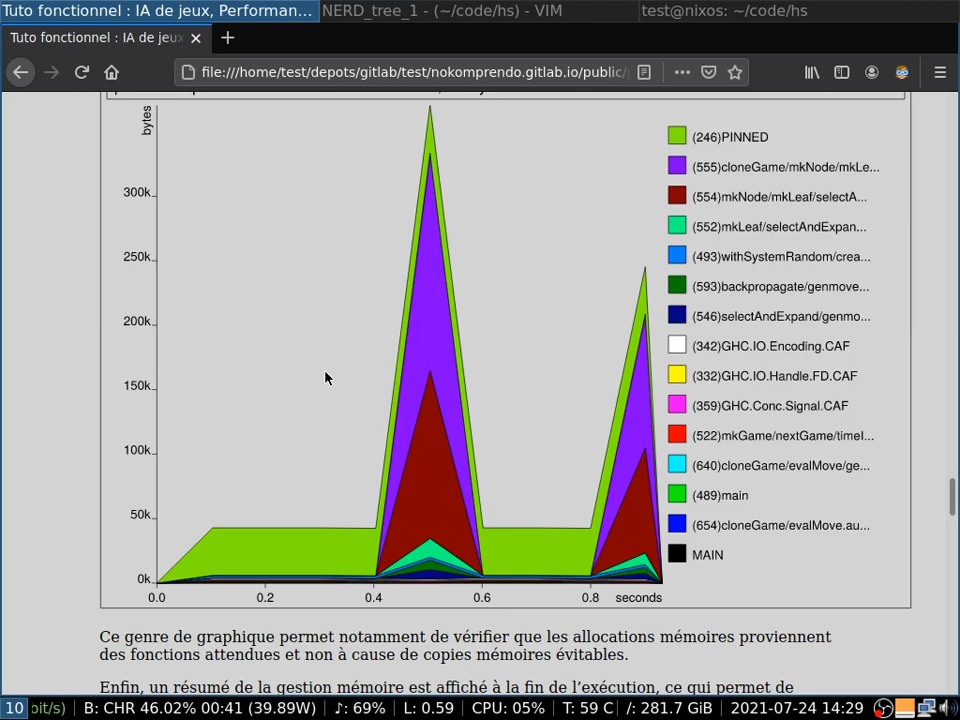 Tuto fonctionnel : IA de jeux, Performan... NERD_tree_1 - (~/code/hs) - VIM test@nixos: ~/code/hs
Tuto fonctionnel : IA de jeux
file:///home/test/depots/gitlab/test/nokomprendo.gitlab.io/public/
bytes
300k
250k
200k
150k
100k
50k
0k
0.0 0.2 0.4 0.6 0.8 seconds
(246)PINNED
(555)cloneGame/mkNode/mkLe...
(554)mkNode/mkLeaf/selectA...
(552)mkLeaf/selectAndExpan...
(493)withSystemRandom/crea...
(593)backpropagate/genmove...
(546)selectAndExpand/genmo...
(342)GHC.IO.Encoding.CAF
(332)GHC.IO.Handle.FD.CAF
(359)GHC.Conc.Signal.CAF
(522)mkGame/nextGame/timeI...
(640)cloneGame/evalMove/ge...
(489)main
(654)cloneGame/evalMove.au...
MAIN
Ce genre de graphique permet notamment de vérifier que les allocations mémoires proviennent
des fonctions attendues et non à cause de copies mémoires évitables.
Enfin, un résumé de la gestion mémoire est affiché à la fin de l'exécution, ce qui permet de
10 bit/s) B: CHR 46.02% 00:41 (39.89W) ♪: 69% L: 0.59 CPU: 05% T: 59 C /: 281.7 GiB 2021-07-24 14:29